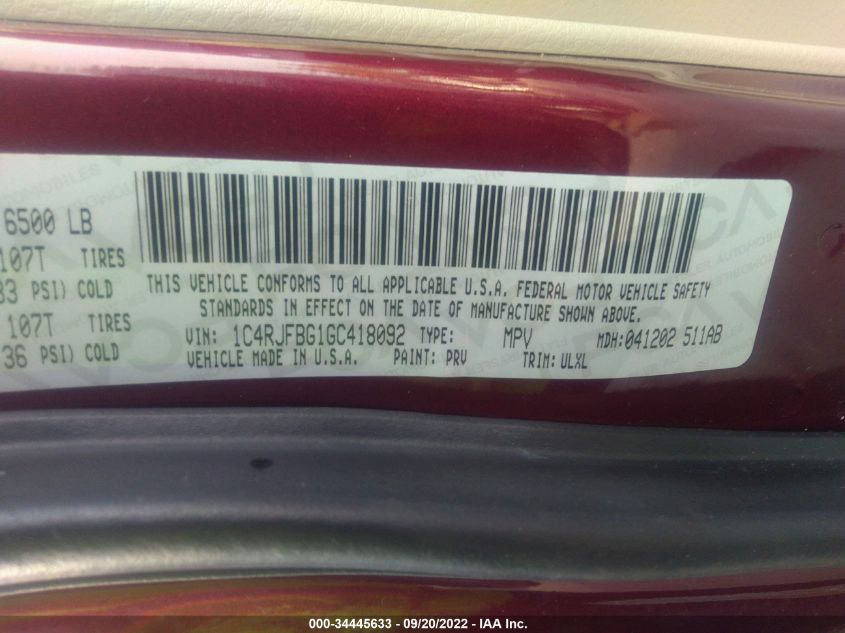 6500 LB
107T TIRES
33 PSI) COLD
107T TIRES
36 PSI) COLD
THIS VEHICLE CONFORMS TO ALL APPLICABLE U.S.A. FEDERAL MOTOR VEHICLE SAFETY
STANDARDS IN EFFECT ON THE DATE OF MANUFACTURE SHOWN ABOVE.
VIN: 1C4RJFBG1GC418092 TYPE: MPV MDH:041202 511AB
VEHICLE MADE IN U.S.A. PAINT: PRV TRIM: ULXL
000-34445633 / 09/20/2022 - IAA Inc.